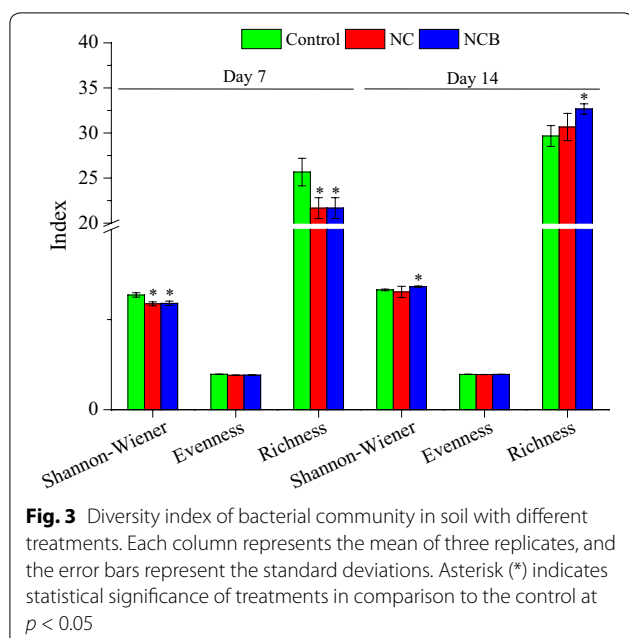 Control NC NCB
Day 7 Day 14
40
35
30
25
20
0
Index
* * * * * *
Shannon-Wiener Evenness Richness Shannon-Wiener Evenness Richness
Fig. 3 Diversity index of bacterial community in soil with different
treatments. Each column represents the mean of three replicates, and
the error bars represent the standard deviations. Asterisk (*) indicates
statistical significance of treatments in comparison to the control at
p < 0.05